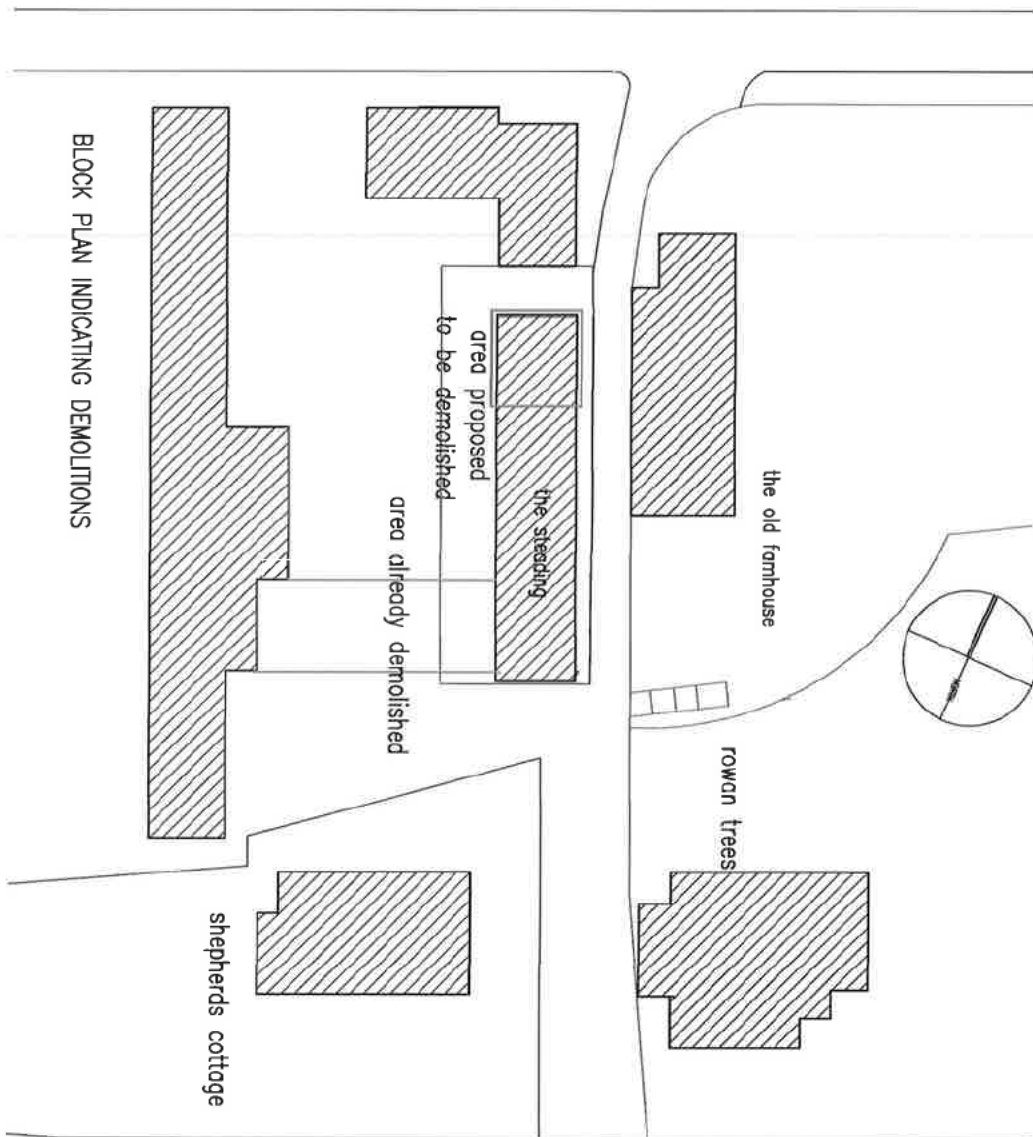 the old famhouse
rowan trees
the steading
area proposed
to be demolished
area already demolished
shepherds cottage
BLOCK PLAN INDICATING DEMOLITIONS